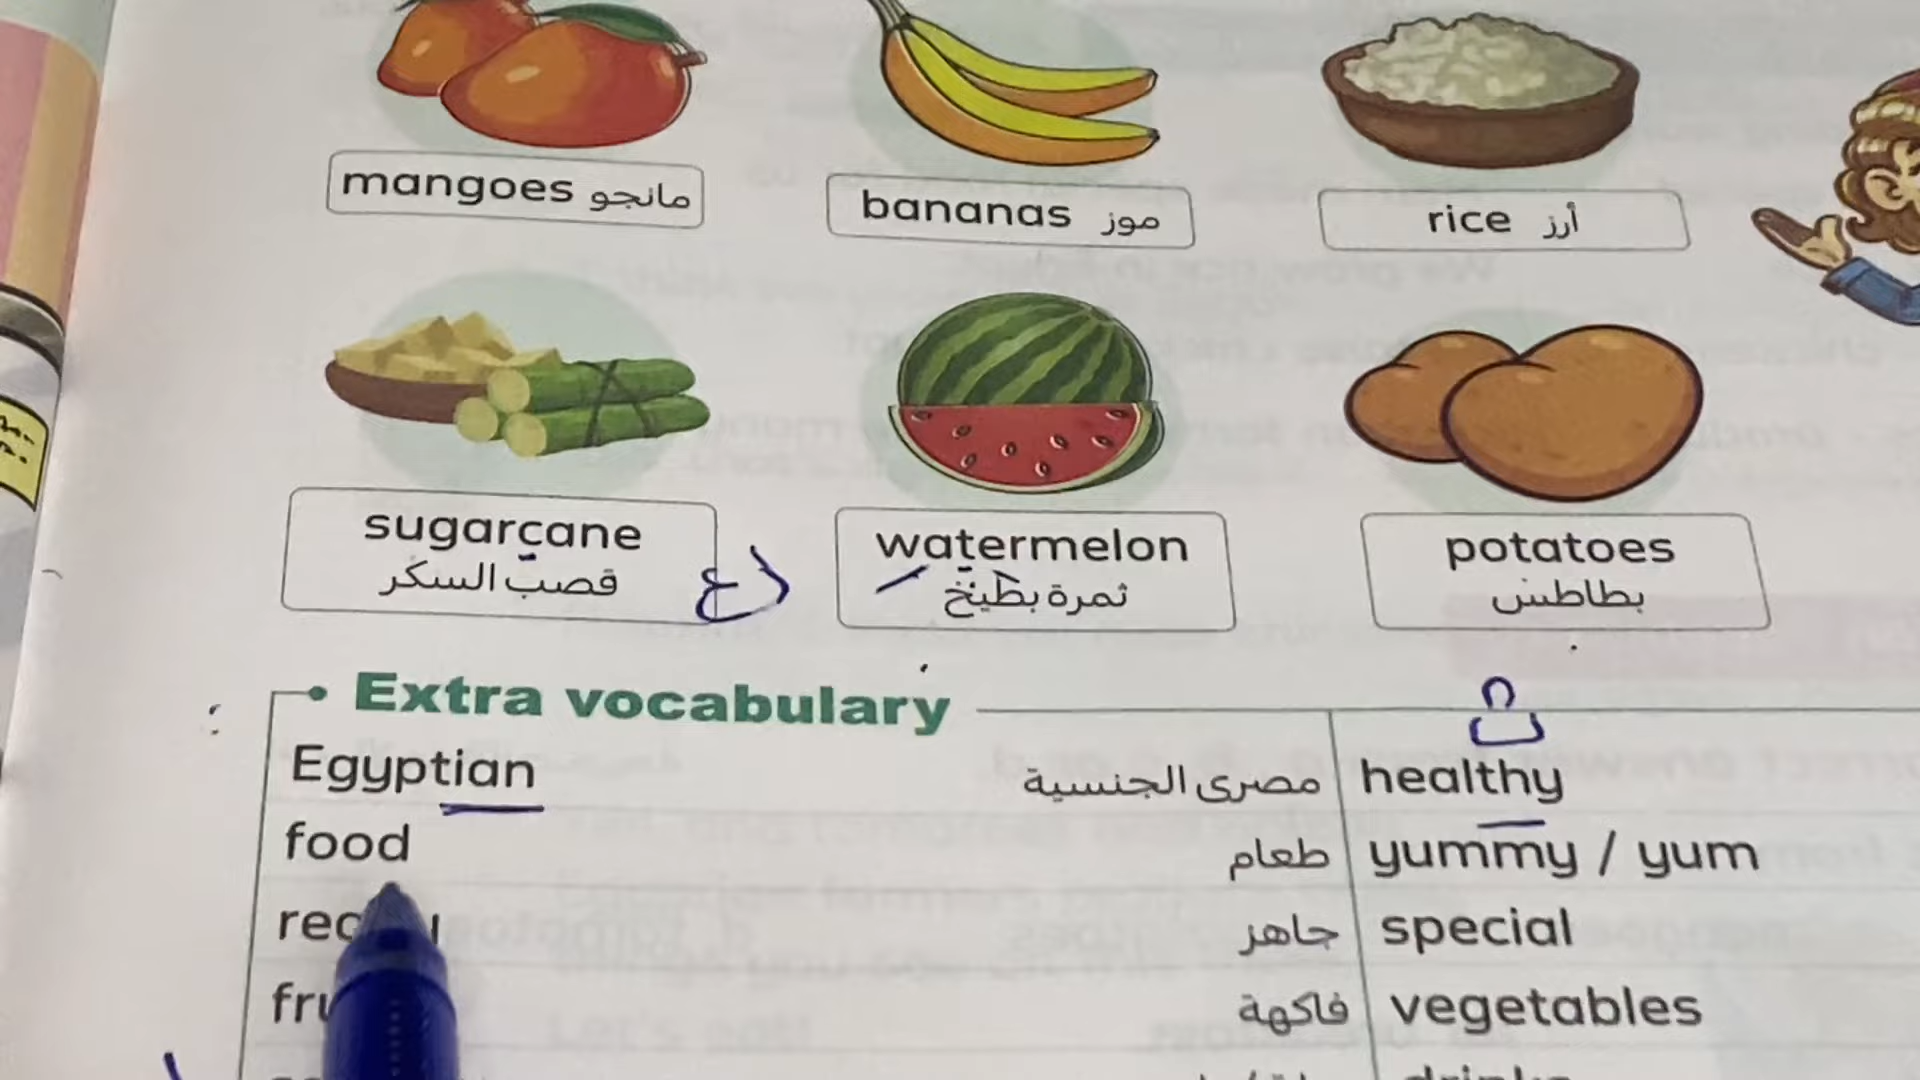 mangoes مانجو
bananas موز
rice أرز
sugarcane
قصب السكر
watermelon
ثمرة بطيخ
potatoes
بطاطس
Extra vocabulary
Egyptian مصرى الجنسية
healthy
food طعام
yummy / yum
جاهز
special
فاكهة
vegetables